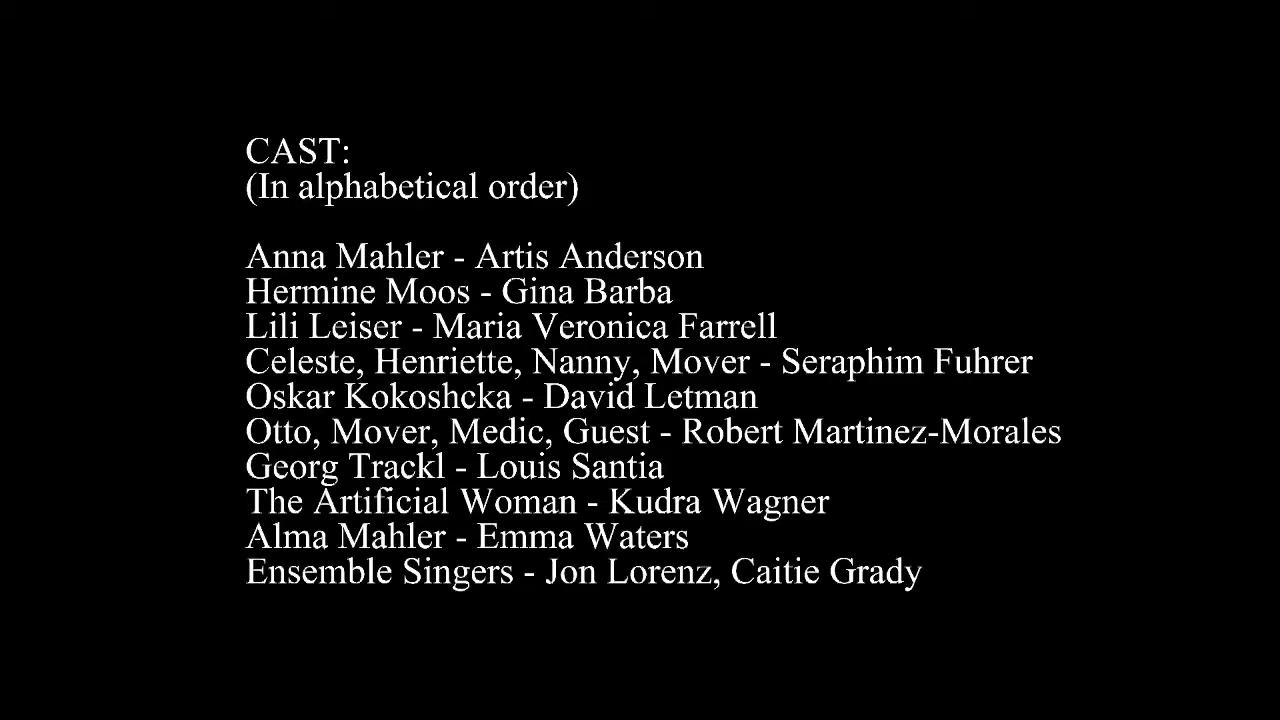 CAST:
(In alphabetical order)
Anna Mahler - Artis Anderson
Hermine Moos - Gina Barba
Lili Leiser - Maria Veronica Farrell
Celeste, Henriette, Nanny, Mover - Seraphim Fuhrer
Oskar Kokoshcka - David Letman
Otto, Mover, Medic, Guest - Robert Martinez-Morales
Georg Trackl - Louis Santia
The Artificial Woman - Kudra Wagner
Alma Mahler - Emma Waters
Ensemble Singers - Jon Lorenz, Caitie Grady